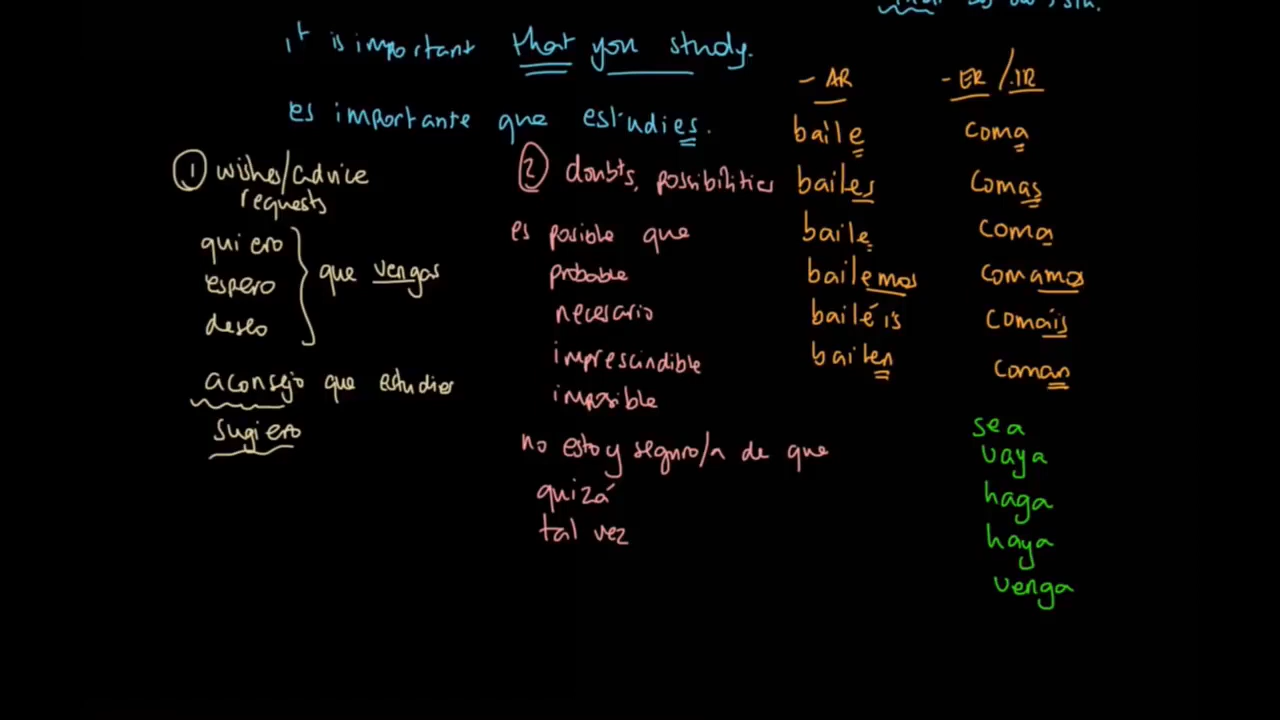 it is important that you study.
es importante que estudies.
① wishes/advice
requests
quiero
espero
deseo
que vengas
aconsejo que estudies
sugiero
② doubts, possibilities
es posible que
probable
necesario
imprescindible
imposible
no estoy seguro/a de que
quizá
tal vez
- AR
baile
bailes
baile
bailemos
bailéis
bailen
- ER / .IR
coma
comas
coma
comamos
comáis
coman
sea
vaya
haga
haya
venga